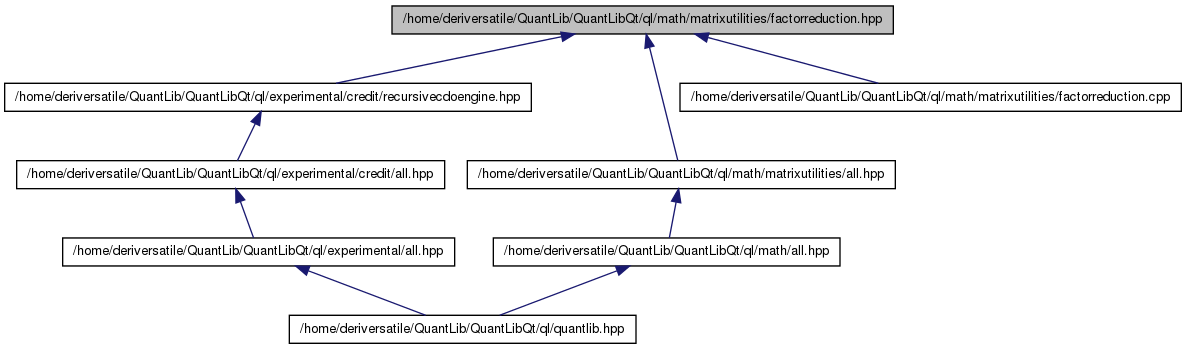 /home/deriversatile/QuantLib/QuantLibQt/ql/math/matrixutilities/factorreduction.hpp
/home/deriversatile/QuantLib/QuantLibQt/ql/experimental/credit/recursivecdoengine.hpp
/home/deriversatile/QuantLib/QuantLibQt/ql/math/matrixutilities/factorreduction.cpp
/home/deriversatile/QuantLib/QuantLibQt/ql/experimental/credit/all.hpp
/home/deriversatile/QuantLib/QuantLibQt/ql/math/matrixutilities/all.hpp
/home/deriversatile/QuantLib/QuantLibQt/ql/experimental/all.hpp
/home/deriversatile/QuantLib/QuantLibQt/ql/math/all.hpp
/home/deriversatile/QuantLib/QuantLibQt/ql/quantlib.hpp